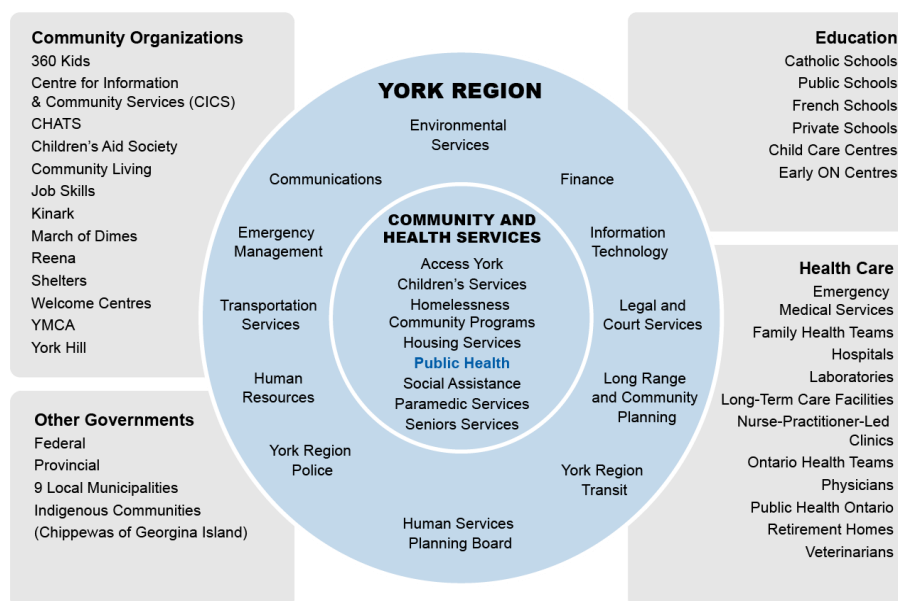 Community Organizations
360 Kids
Centre for Information
& Community Services (CICS)
CHATS
Children's Aid Society
Community Living
Job Skills
Kinark
March of Dimes
Reena
Shelters
Welcome Centres
YMCA
York Hill
Other Governments
Federal
Provincial
9 Local Municipalities
Indigenous Communities
(Chippewas of Georgina Island)
YORK REGION
Environmental
Services
Communications
Finance
Emergency
Management
Information
Technology
Transportation
Services
Legal and
Court Services
Human
Resources
Long Range
and Community
Planning
York Region
Police
York Region
Transit
Human Services
Planning Board
COMMUNITY AND
HEALTH SERVICES
Access York
Children's Services
Homelessness
Community Programs
Housing Services
Public Health
Social Assistance
Paramedic Services
Seniors Services
Education
Catholic Schools
Public Schools
French Schools
Private Schools
Child Care Centres
Early ON Centres
Health Care
Emergency
Medical Services
Family Health Teams
Hospitals
Laboratories
Long-Term Care Facilities
Nurse-Practitioner-Led
Clinics
Ontario Health Teams
Physicians
Public Health Ontario
Retirement Homes
Veterinarians